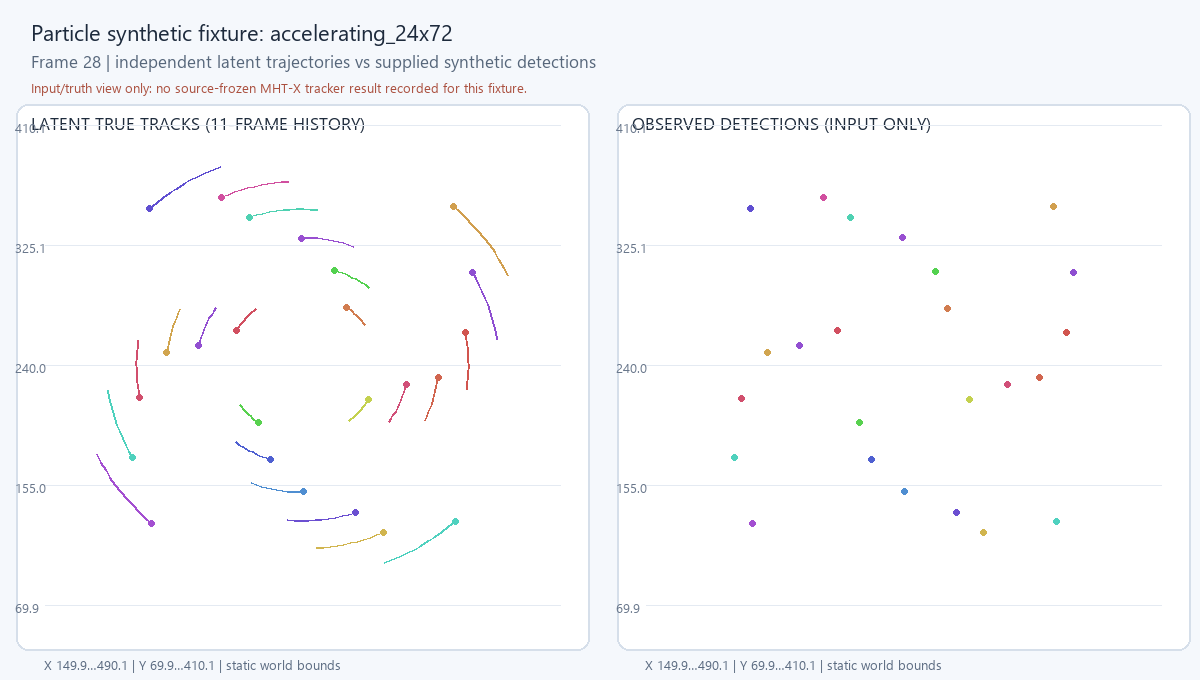 Particle synthetic fixture: accelerating_24x72
Frame 28 | independent latent trajectories vs supplied synthetic detections
Input/truth view only: no source-frozen MHT-X tracker result recorded for this fixture.
LATENT TRUE TRACKS (11-FRAME HISTORY)
410.1
325.1
240.0
155.0
69.9
X 149.9...490.1 | Y 69.9...410.1 | static world bounds
OBSERVED DETECTIONS (INPUT ONLY)
410.1
325.1
240.0
155.0
69.9
X 149.9...490.1 | Y 69.9...410.1 | static world bounds